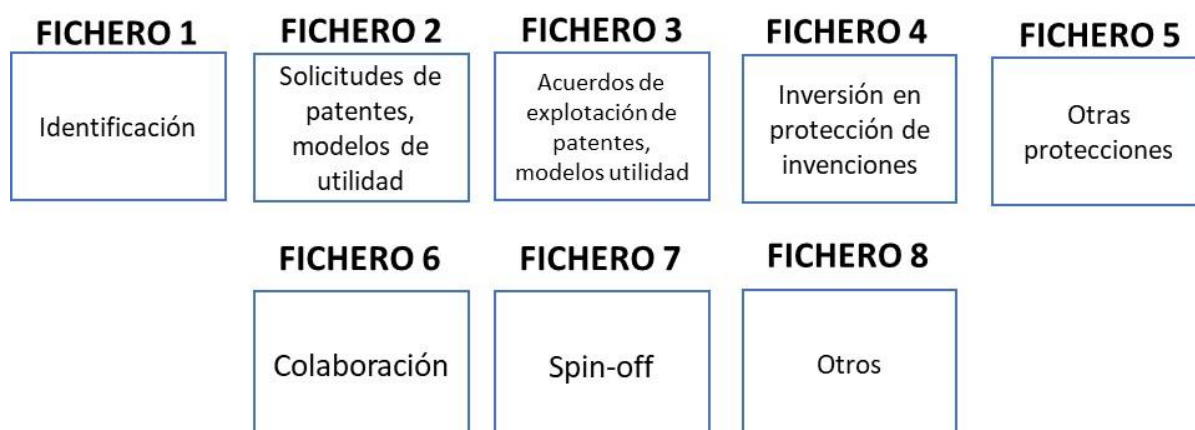 FICHERO 1
Identificación
FICHERO 2
Solicitudes de
patentes,
modelos de
utilidad
FICHERO 3
Acuerdos de
explotación de
patentes,
modelos utilidad
FICHERO 4
Inversión en
protección de
invenciones
FICHERO 5
Otras
protecciones
FICHERO 6
Colaboración
FICHERO 7
Spin-off
FICHERO 8
Otros